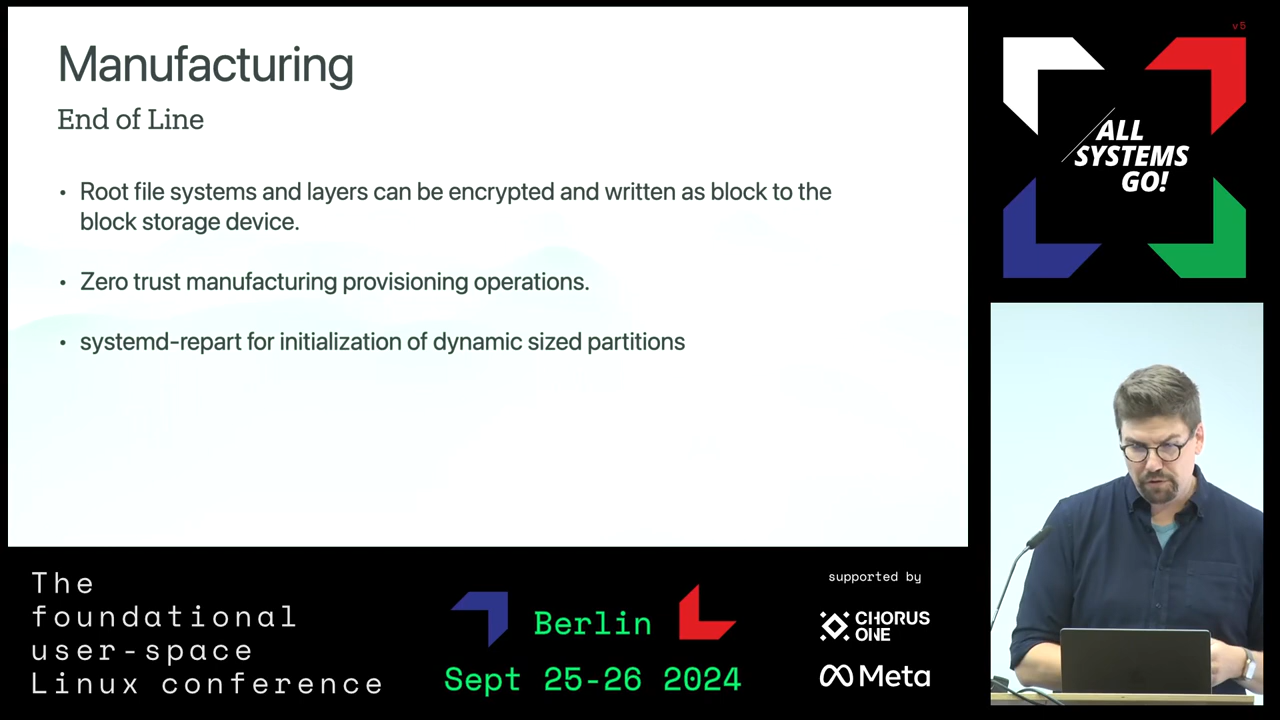 Manufacturing
End of Line
• Root file systems and layers can be encrypted and written as block to the
block storage device.
• Zero trust manufacturing provisioning operations.
• systemd-repart for initialization of dynamic sized partitions
v5
ALL
SYSTEMS
GO!
The
foundational
user-space
Linux conference
Berlin
Sept 25-26 2024
supported by
CHORUS
ONE
Meta